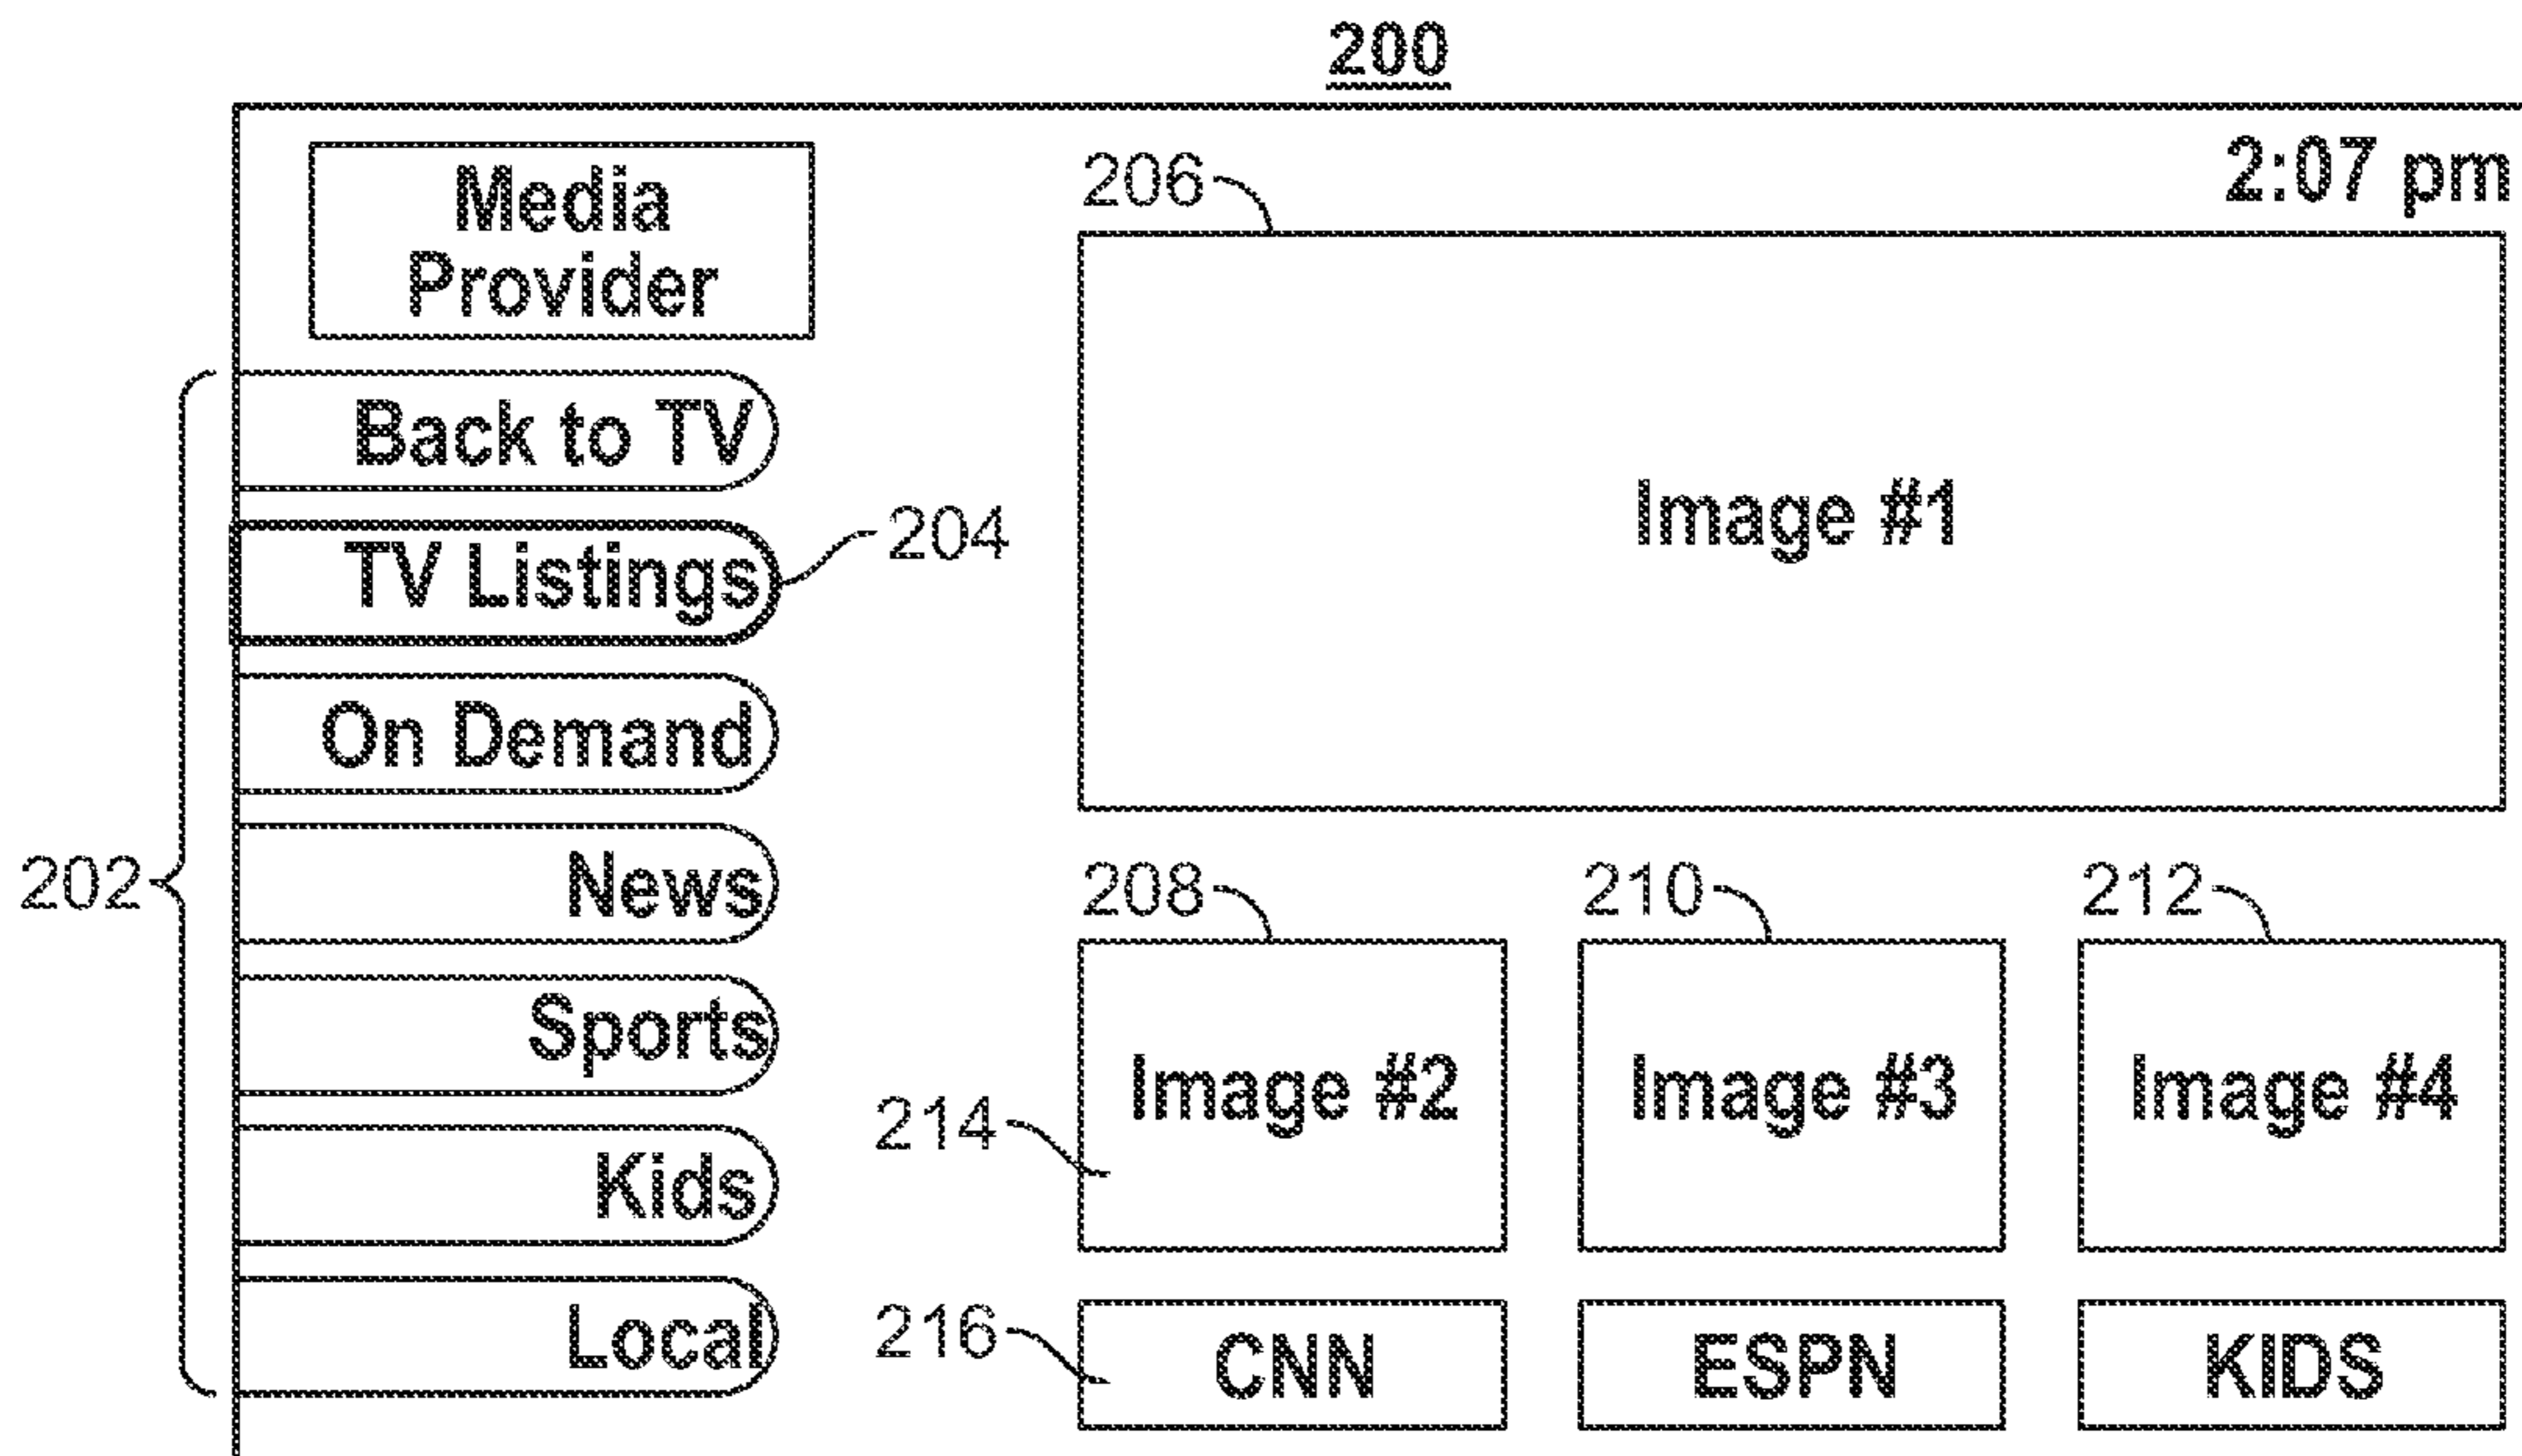 200
2:07 pm
Media
Provider
206
Back to TV
Image #1
TV Listings
204
On Demand
202
News
208
210
212
Sports
Image #2
Image #3
Image #4
214
Kids
Local
216
CNN
ESPN
KIDS